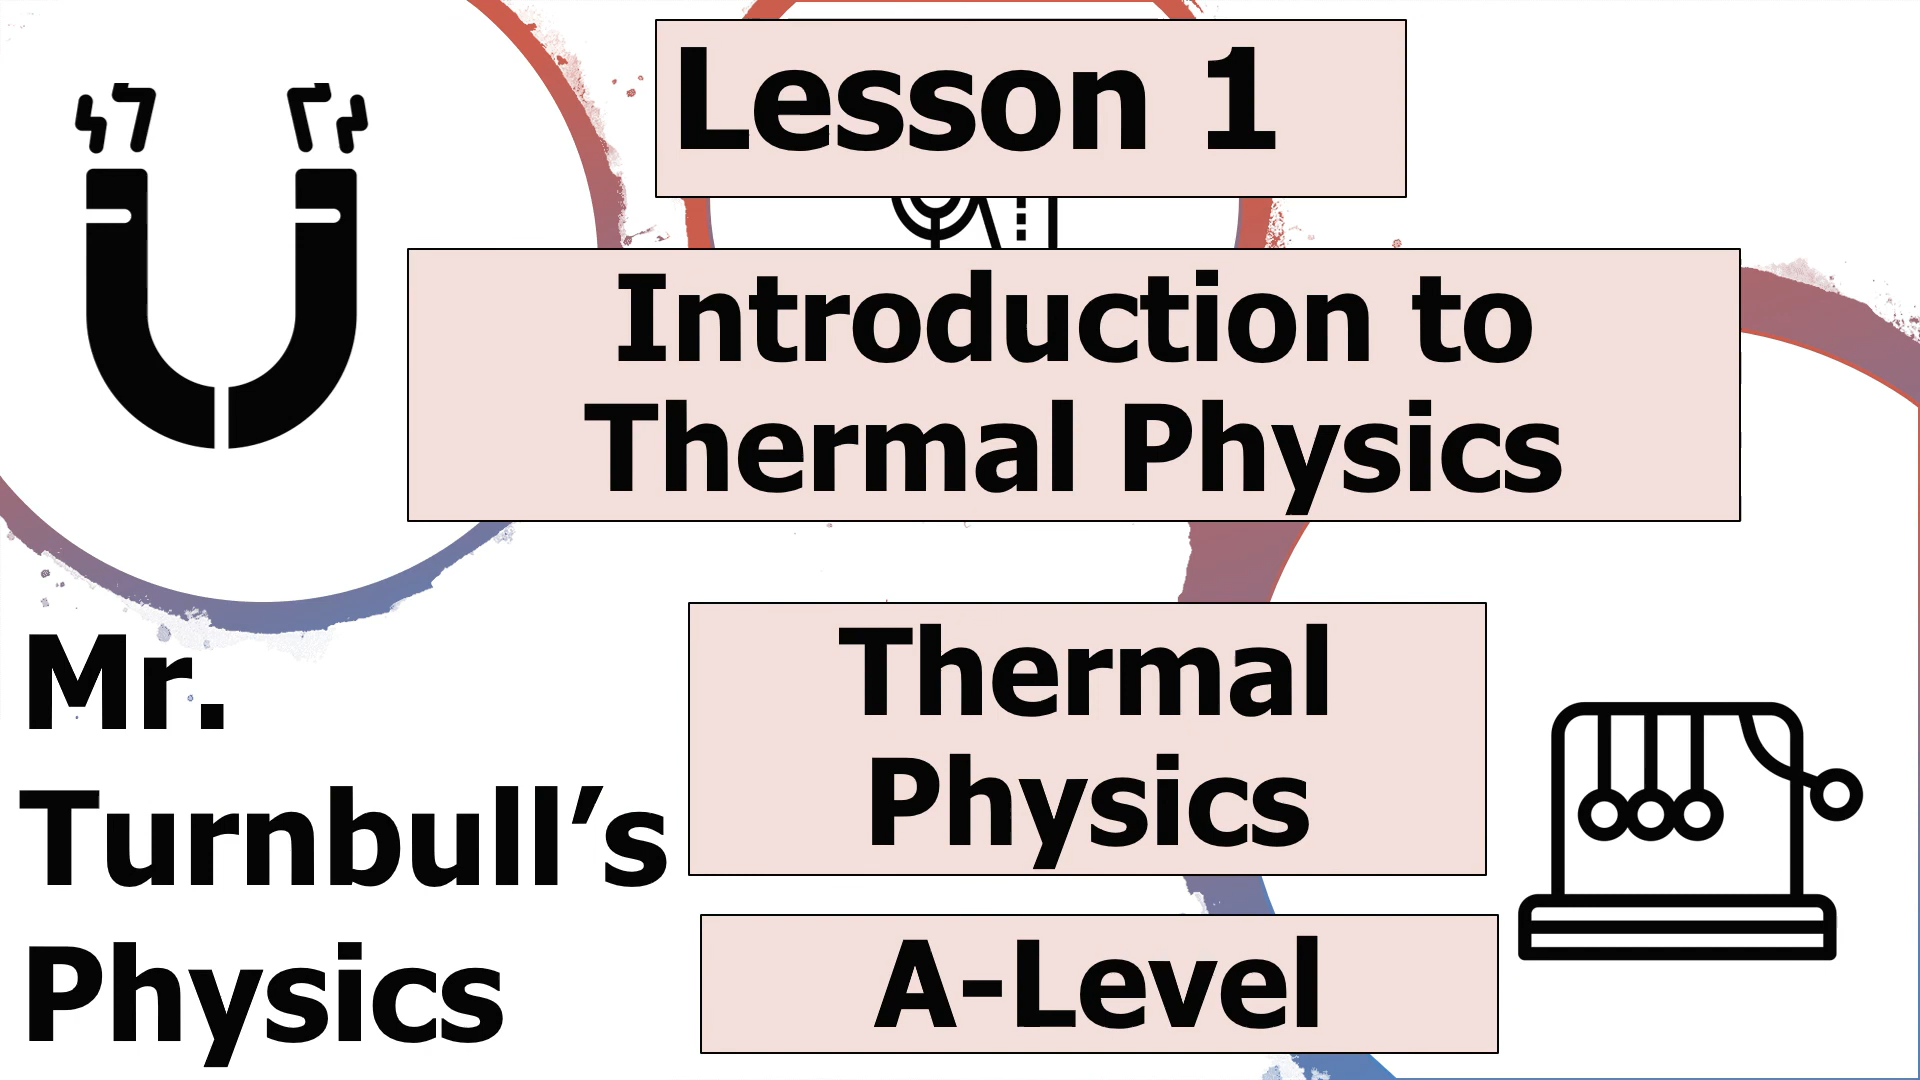 Lesson 1
Introduction to
Thermal Physics
Mr.
Turnbull’s
Physics
Thermal
Physics
A-Level